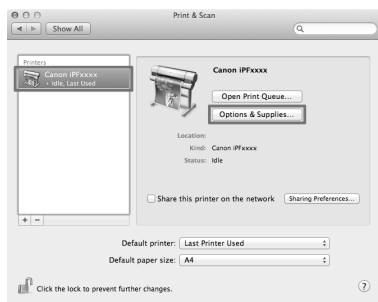 Print & Scan
Show All
Printers
Canon iPFxxxx
• Idle, Last Used
Canon iPFxxxx
Open Print Queue...
Options & Supplies...
Location:
Kind: Canon iPFxxxx
Status: Idle
Share this printer on the network
Sharing Preferences...
+ −
Default printer: Last Printer Used
Default paper size: A4
Click the lock to prevent further changes.
?